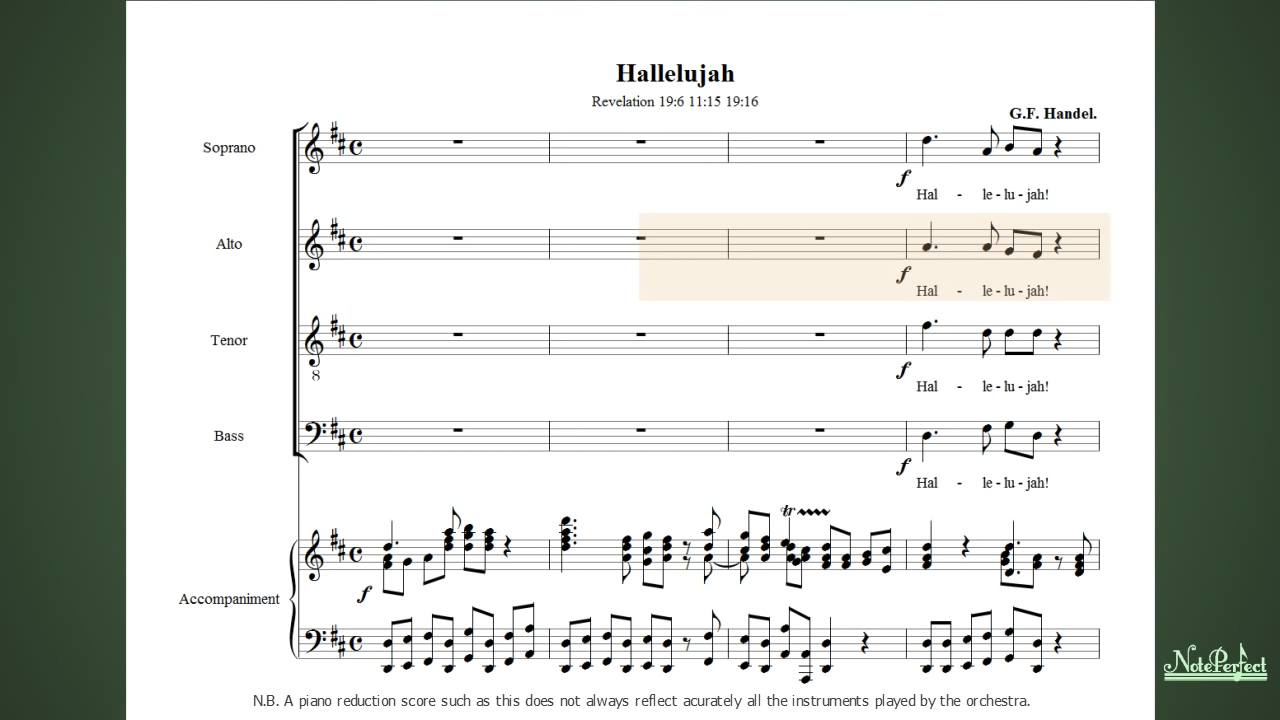 Hallelujah
Revelation 19:6 11:15 19:16
G.F. Handel.
Soprano
f
Hal - le - lu - jah!
Alto
f
Hal - le - lu - jah!
Tenor
8
f
Hal - le - lu - jah!
Bass
f
Hal - le - lu - jah!
tr
Accompaniment
f
NotePerfect
N.B. A piano reduction score such as this does not always reflect acurately all the instruments played by the orchestra.